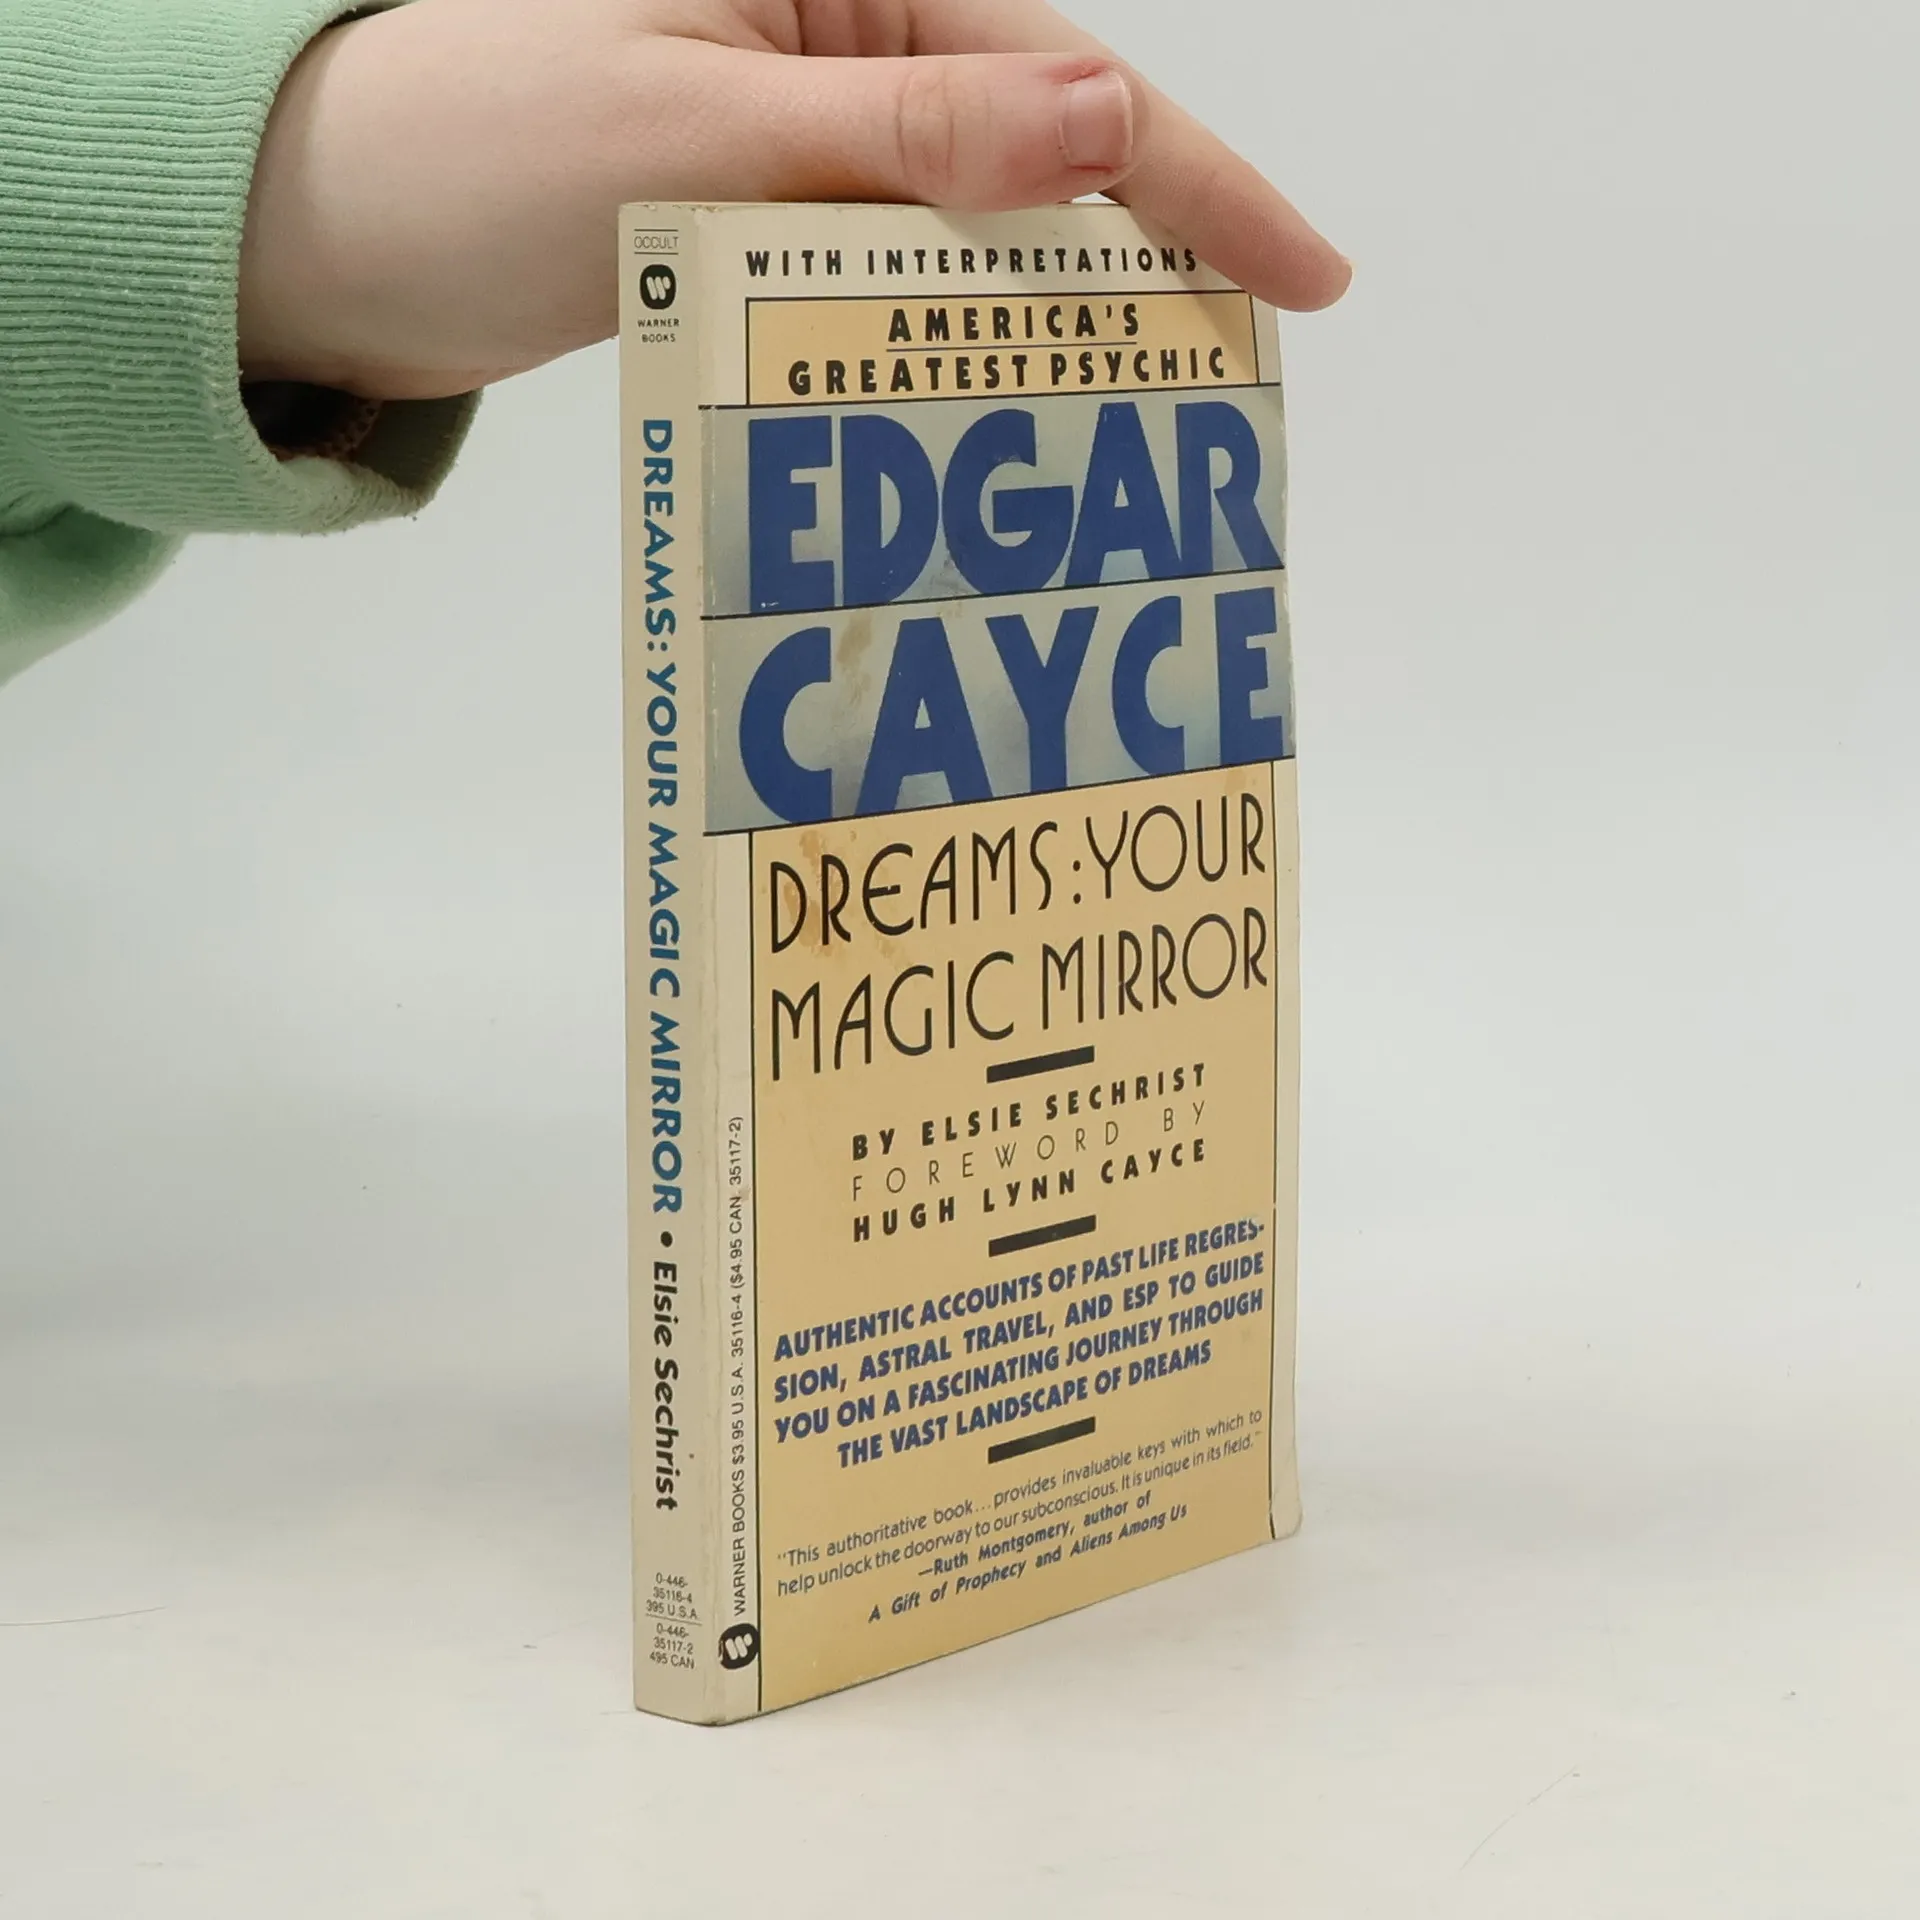 OCCULT
WARNER
BOOKS
DREAMS: YOUR MAGIC MIRROR • Elsie Sechrist
0-446-
35116-4
395 U.S.A.
0-446-
35117-2
495 CAN
WARNER BOOKS $3.95 U.S.A. 35116-4 ($4.95 CAN. 35117-2)
WITH INTERPRETATIONS
AMERICA'S
GREATEST PSYCHIC
EDGAR
CAYCE
DREAMS: YOUR
MAGIC MIRROR
BY ELSIE SECHRIST
FOREWORD BY
HUGH LYNN CAYCE
AUTHENTIC ACCOUNTS OF PAST LIFE REGRES-
SION, ASTRAL TRAVEL, AND ESP TO GUIDE
YOU ON A FASCINATING JOURNEY THROUGH
THE VAST LANDSCAPE OF DREAMS
"This authoritative book...provides invaluable keys with which to
help unlock the doorway to our subconscious. It is unique in its field."
—Ruth Montgomery, author of
A Gift of Prophecy and Aliens Among Us